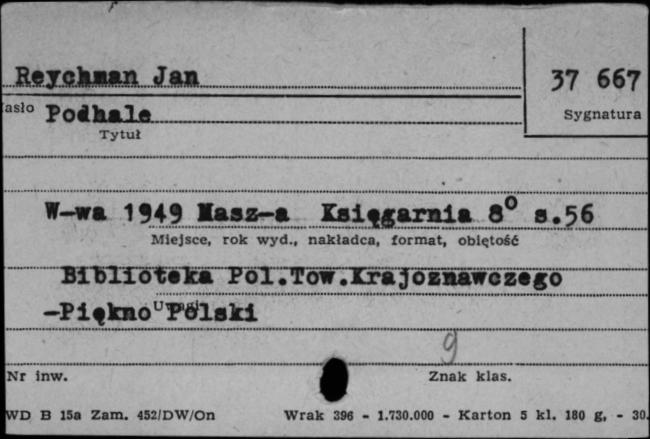 Reychman Jan
37 667
asło Podhale
Sygnatura
Tytuł
W-wa 1949 Nasz-a Księgarnia 8° s.56
Miejsce, rok wyd., nakładca, format, objętość
Biblioteka Pol.Tow.Krajoznawczego
Uwagi
-Piękno Polski
9
Nr inw.
Znak klas.
WD B 15a Zam. 452/DW/On Wrak 396 - 1.730.000 - Karton 5 kl. 180 g, - 30.